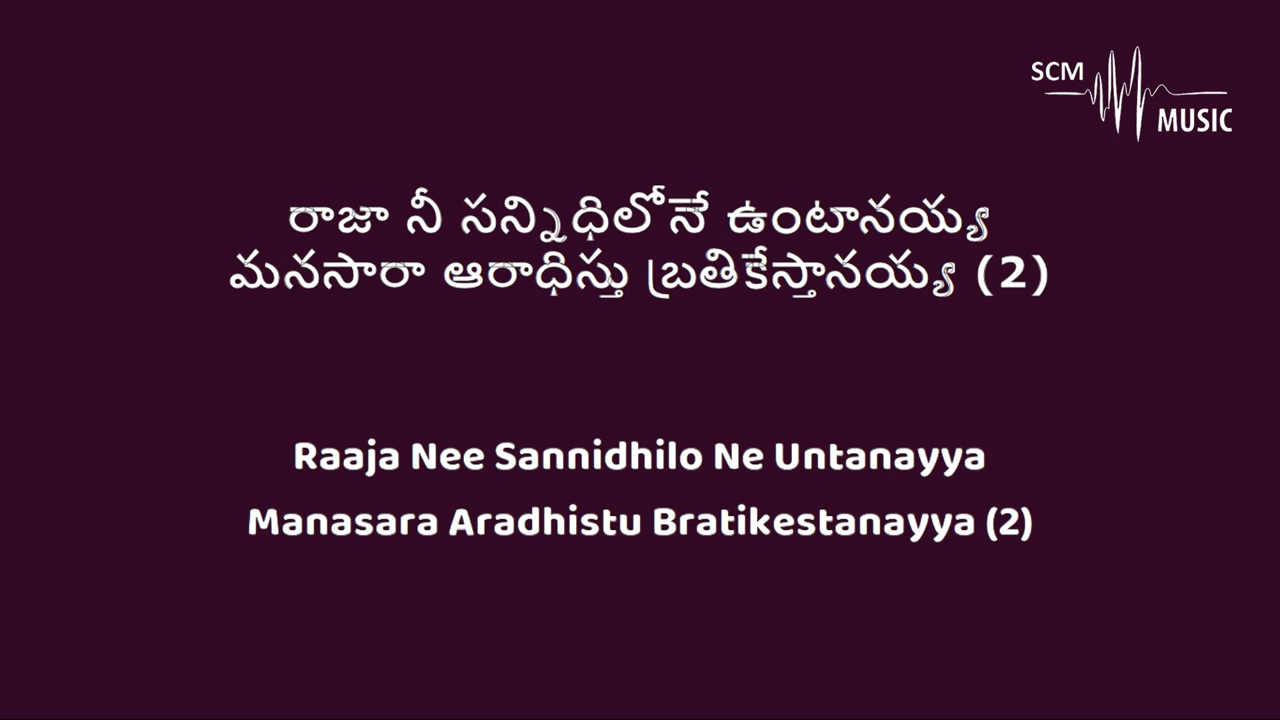 SCM
MUSIC
రాజా నీ సన్నిధిలోనే ఉంటానయ్య
మనసారా ఆరాధిస్తు బ్రతికేస్తానయ్య (2)
Raaja Nee Sannidhilo Ne Untanayya
Manasara Aradhistu Bratikestanayya (2)